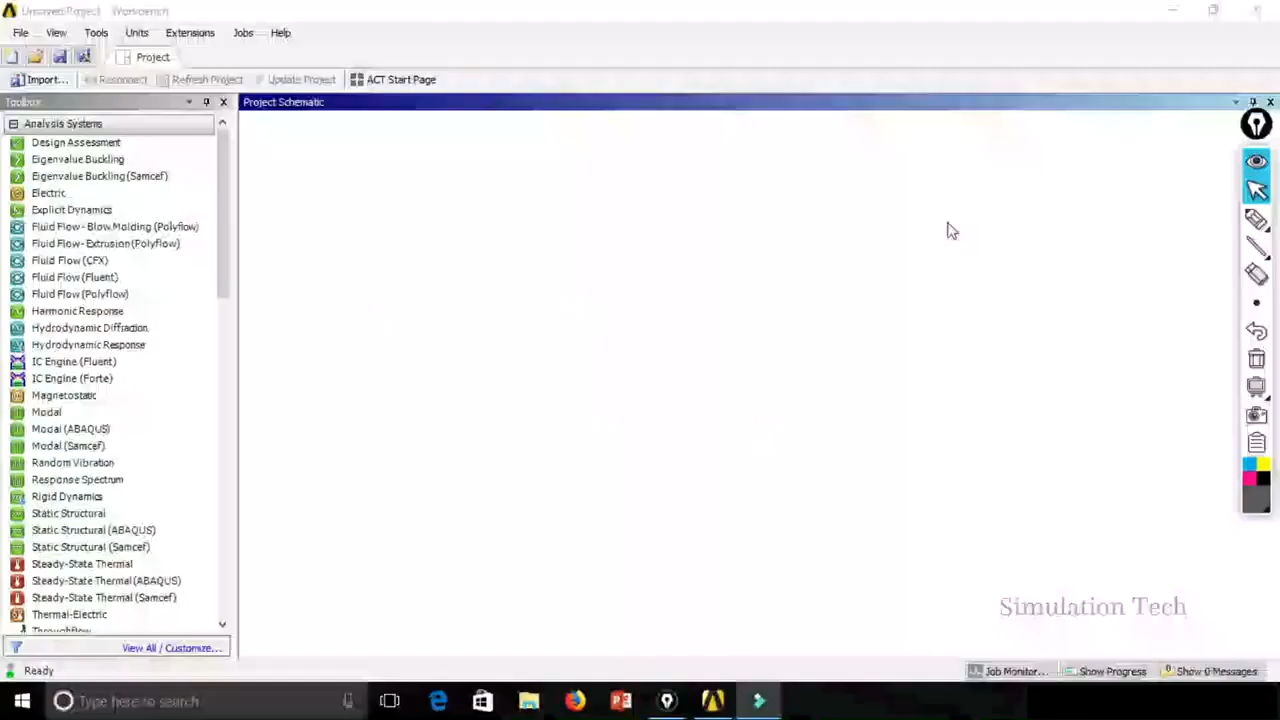 Unsaved Project - Workbench
File View Tools Units Extensions Jobs Help
Project
Import... Reconnect Refresh Project Update Project ACT Start Page
Toolbox
Project Schematic
Analysis Systems
Design Assessment
Eigenvalue Buckling
Eigenvalue Buckling (Samcef)
Electric
Explicit Dynamics
Fluid Flow - Blow Molding (Polyflow)
Fluid Flow - Extrusion (Polyflow)
Fluid Flow (CFX)
Fluid Flow (Fluent)
Fluid Flow (Polyflow)
Harmonic Response
Hydrodynamic Diffraction
Hydrodynamic Response
IC Engine (Fluent)
IC Engine (Forte)
Magnetostatic
Modal
Modal (ABAQUS)
Modal (Samcef)
Random Vibration
Response Spectrum
Rigid Dynamics
Static Structural
Static Structural (ABAQUS)
Static Structural (Samcef)
Steady-State Thermal
Steady-State Thermal (ABAQUS)
Steady-State Thermal (Samcef)
Thermal-Electric
Throughflow
View All / Customize...
Simulation Tech
Ready
Job Monitor... Show Progress Show 0 Messages
Type here to search